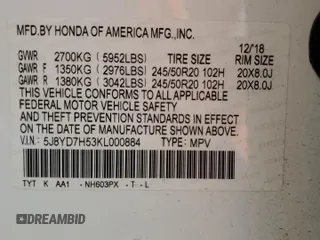 MFD.BY HONDA OF AMERICA MFG.,INC.
12/18
GVWR 2700KG (5952LBS) TIRE SIZE RIM SIZE
GAWR F 1350KG (2976LBS) 245/50R20 102H 20X8.0J
GAWR R 1380KG (3042LBS) 245/50R20 102H 20X8.0J
THIS VEHICLE CONFORMS TO ALL APPLICABLE
FEDERAL MOTOR VEHICLE SAFETY, BUMPER,
AND THEFT PREVENTION STANDARDS IN EFFECT ON
THE DATE OF MANUFACTURE SHOWN ABOVE.
V.I.N: 5J8YD7H53KL000884 TYPE: MPV
TYT K AA1 -NH603PX -T -L
DREAMBID